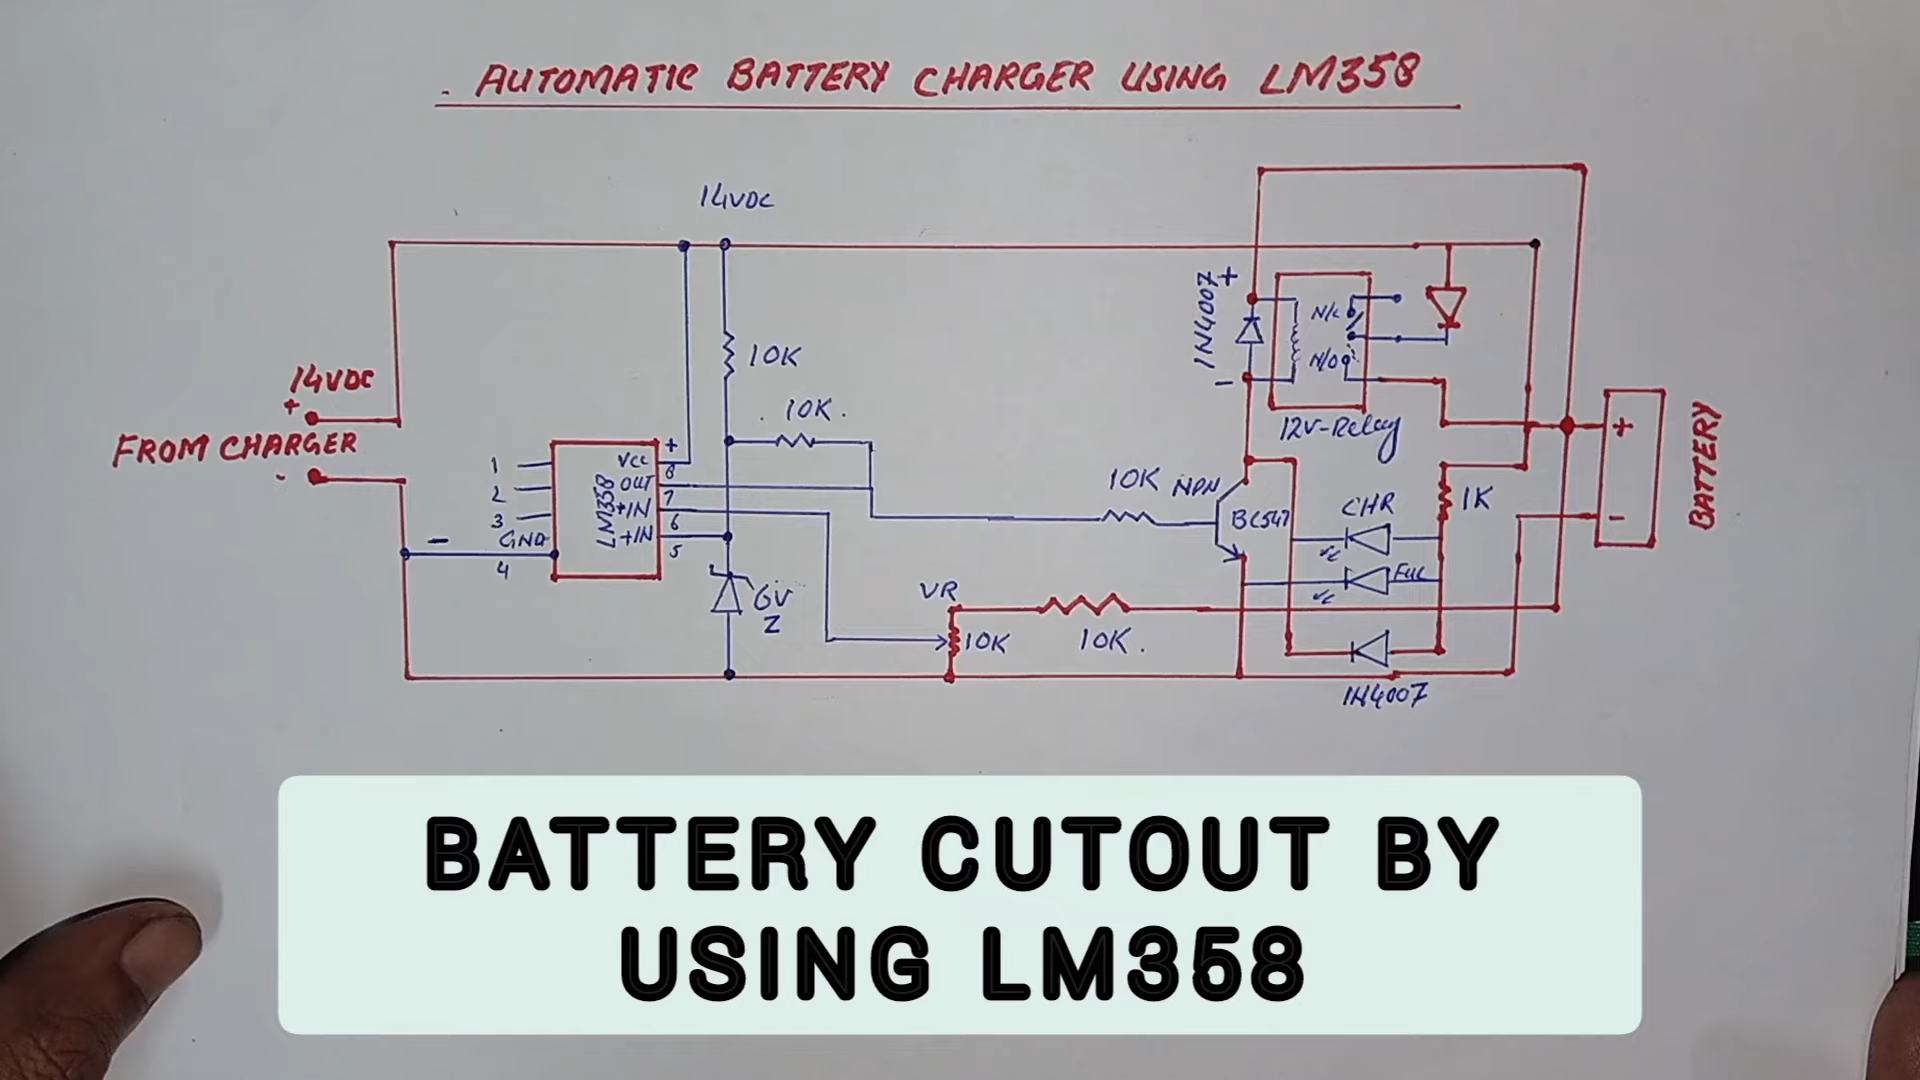 . AUTOMATIC BATTERY CHARGER USING LM358
14VDC
14VDC
+
FROM CHARGER
-
10K
. 10K .
1
2
3
GND
4
-
LM358
VCC
+
8
OUT
7
+IN
6
+IN
5
6V
Z
VR
10K
10K .
10K
NPN
BC547
1N4007
+
-
N/C
N/O
12V-Relay
CHR
1K
1N4007
+
-
BATTERY
BATTERY CUTOUT BY
USING LM358